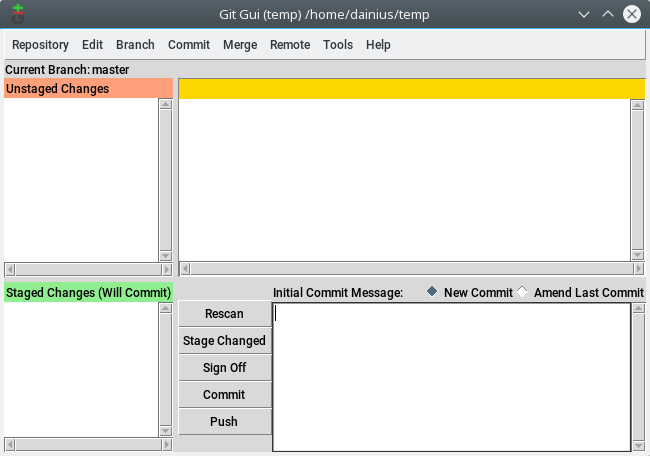 Git Gui (temp) /home/dainius/temp
Repository Edit Branch Commit Merge Remote Tools Help
Current Branch: master
Unstaged Changes
Staged Changes (Will Commit)
Initial Commit Message: New Commit Amend Last Commit
Rescan
Stage Changed
Sign Off
Commit
Push